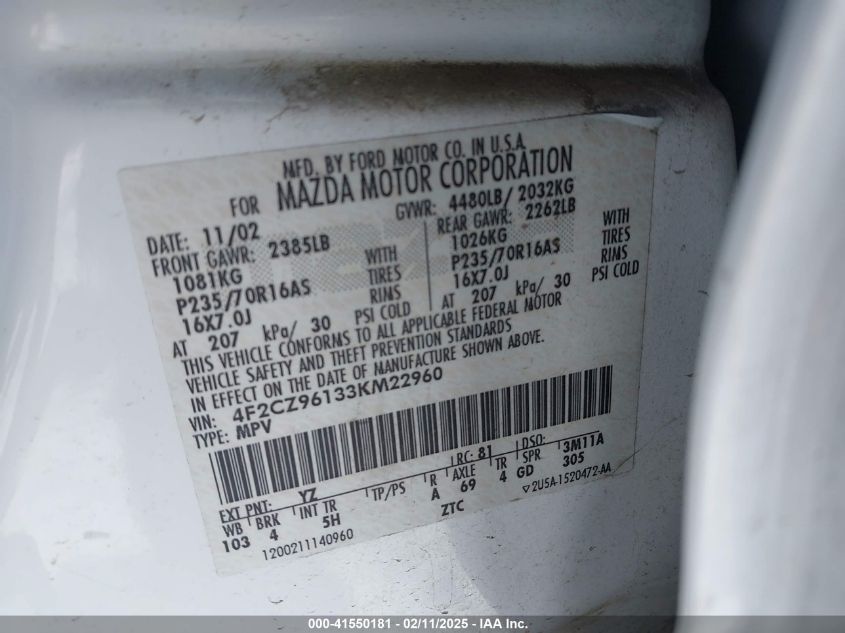 MFD. BY FORD MOTOR CO. IN U.S.A.
FOR MAZDA MOTOR CORPORATION
DATE: 11/02 GVWR: 4480LB/ 2032KG
FRONT GAWR: 2385LB REAR GAWR: 2262LB
1081KG WITH 1026KG WITH
P235/70R16AS TIRES P235/70R16AS TIRES
16X7.0J RIMS 16X7.0J RIMS
AT 207 kPa/ 30 PSI COLD AT 207 kPa/ 30 PSI COLD
THIS VEHICLE CONFORMS TO ALL APPLICABLE FEDERAL MOTOR
VEHICLE SAFETY AND THEFT PREVENTION STANDARDS
IN EFFECT ON THE DATE OF MANUFACTURE SHOWN ABOVE.
VIN: 4F2CZ96133KM22960
TYPE: MPV
EXT PNT: YZ RC: 81 DSO:
WB BRK INT TR TP/PS R AXLE TR SPR 3M11A
103 4 5H A 69 4 GD 305
1200211140960 ZTC 2U5A-1520472-AA
000-41550181 - 02/11/2025 - IAA Inc.